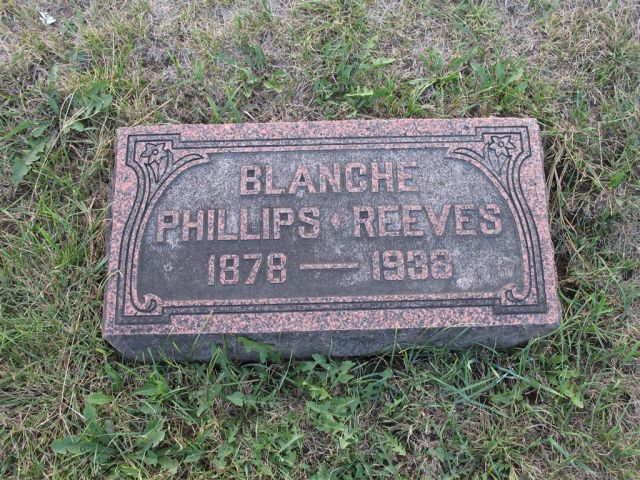 BLANCHE
PHILLIPS · REEVES
1878 — 1938